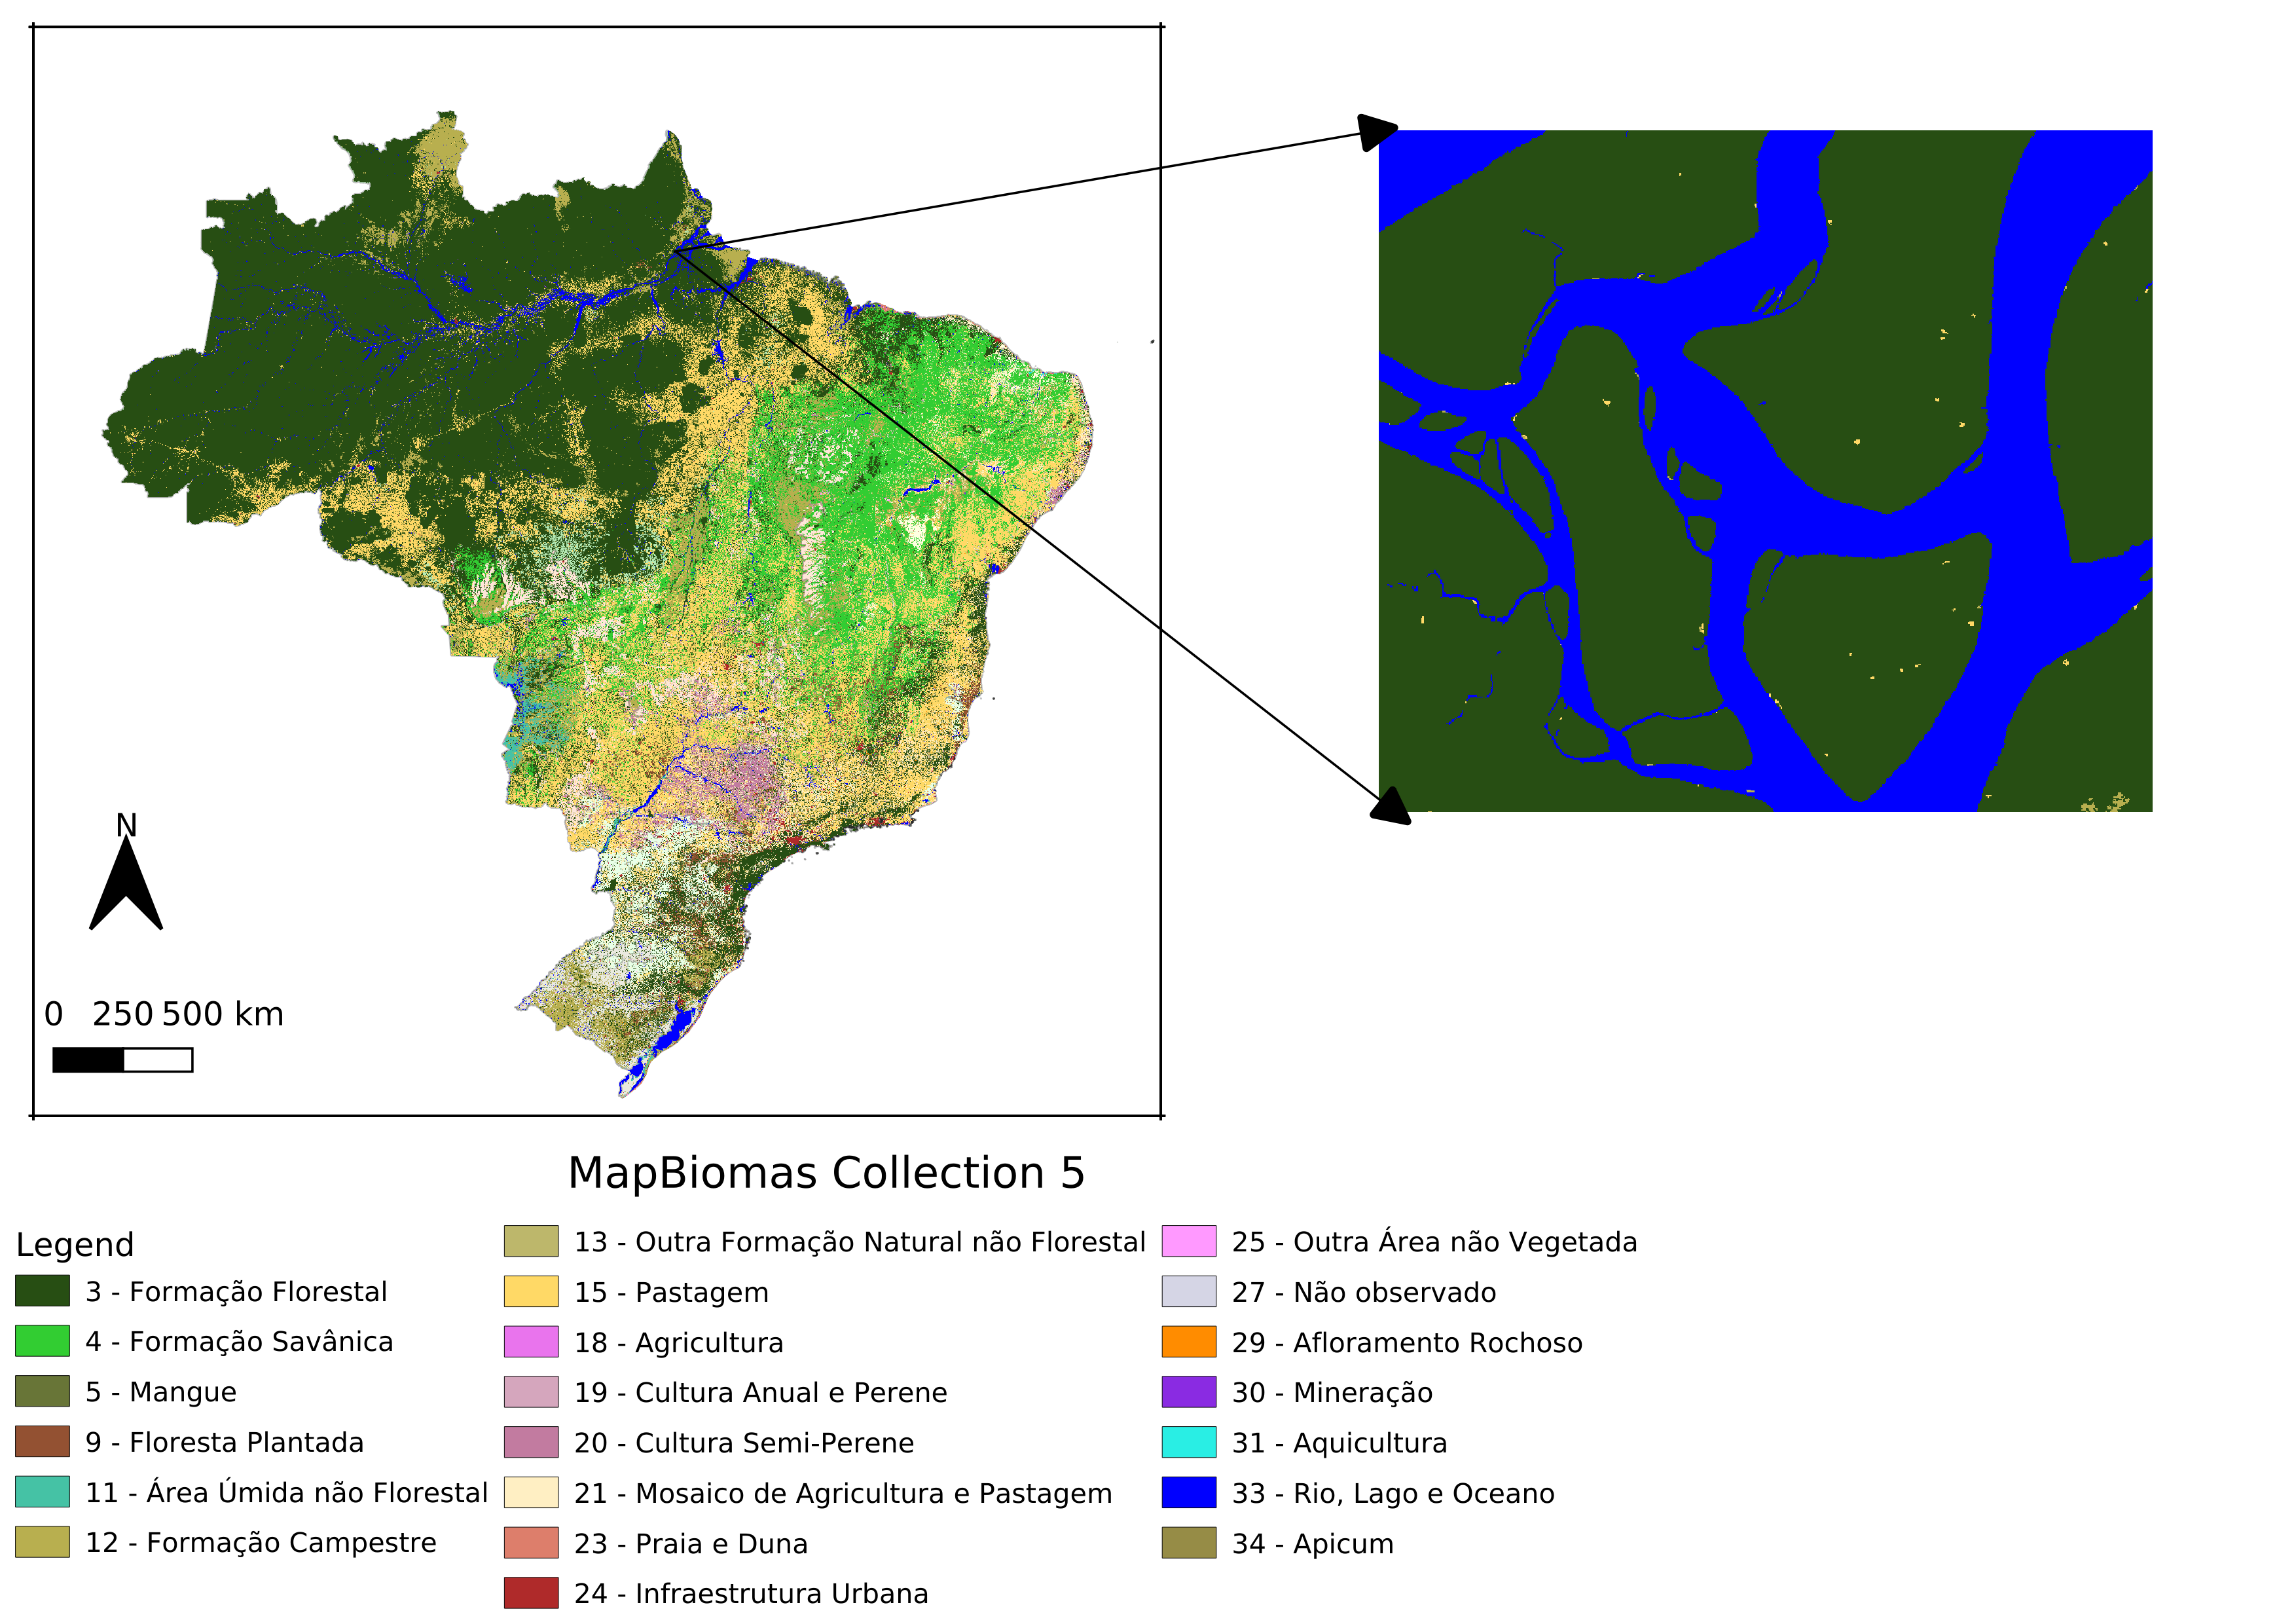 N
0 250 500 km
MapBiomas Collection 5
Legend
3 - Formação Florestal
4 - Formação Savânica
5 - Mangue
9 - Floresta Plantada
11 - Área Úmida não Florestal
12 - Formação Campestre
13 - Outra Formação Natural não Florestal
15 - Pastagem
18 - Agricultura
19 - Cultura Anual e Perene
20 - Cultura Semi-Perene
21 - Mosaico de Agricultura e Pastagem
23 - Praia e Duna
24 - Infraestrutura Urbana
25 - Outra Área não Vegetada
27 - Não observado
29 - Afloramento Rochoso
30 - Mineração
31 - Aquicultura
33 - Rio, Lago e Oceano
34 - Apicum